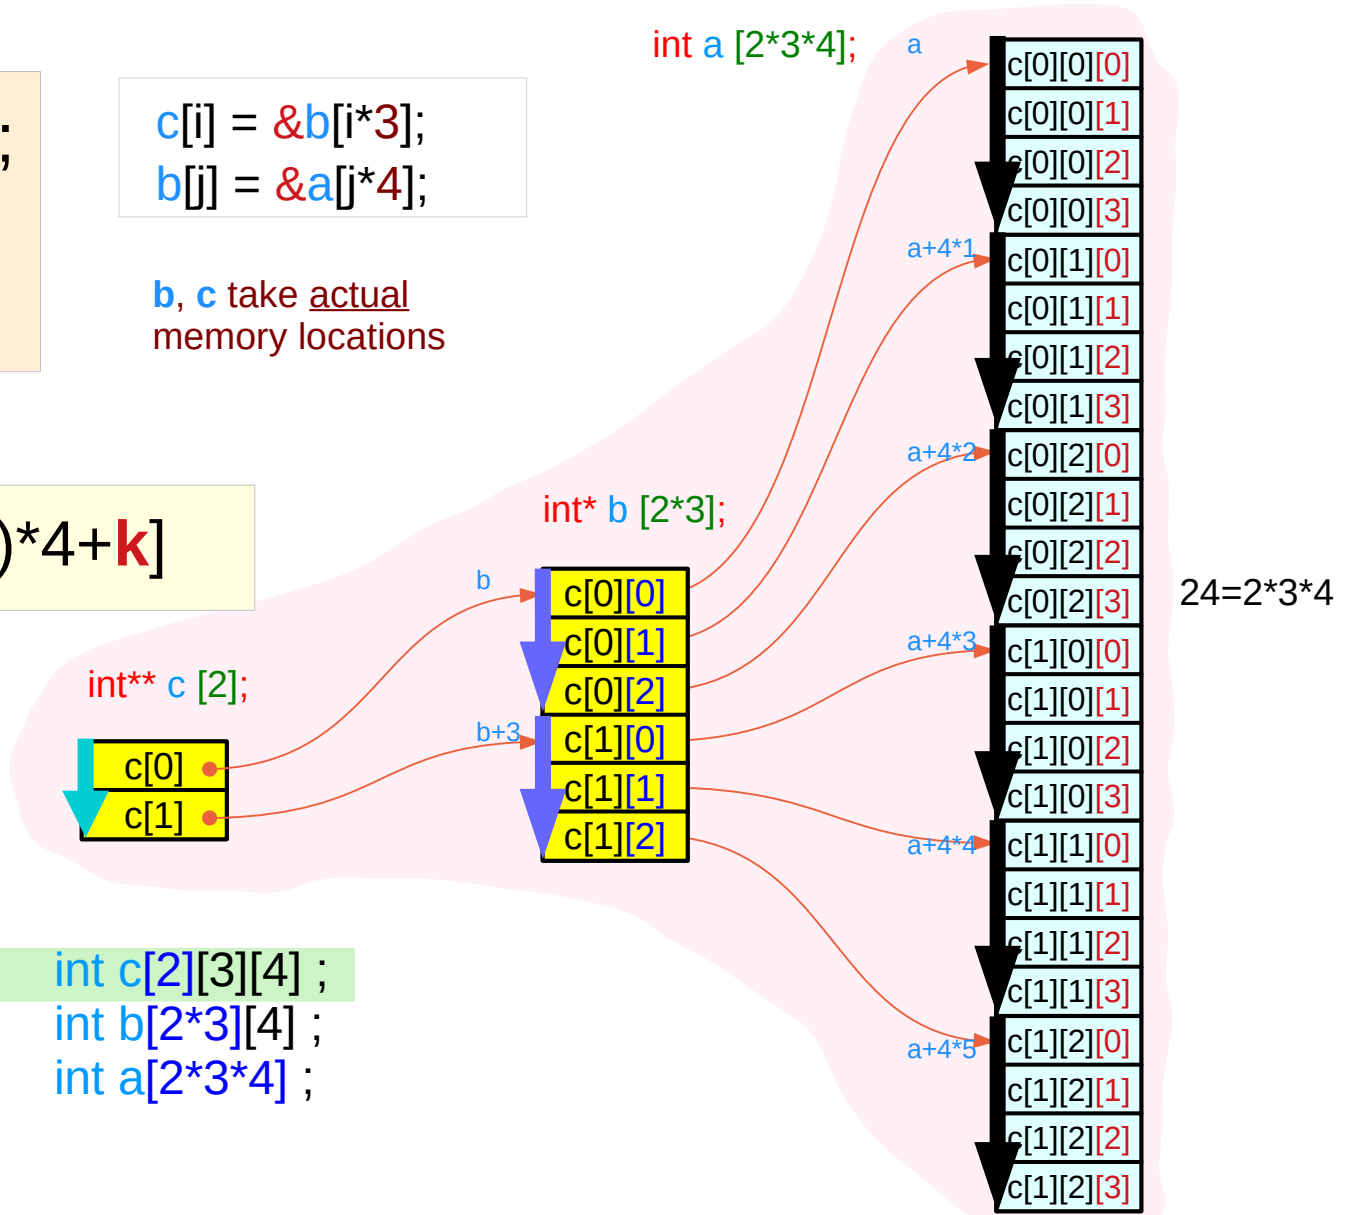 int a [2*3*4];
a
;
c[i] = &b[i*3];
b[j] = &a[j*4];
b, c take actual
memory locations
)*4+k]
int* b [2*3];
b
c[0][0]
c[0][1]
c[0][2]
b+3
c[1][0]
c[1][1]
c[1][2]
int** c [2];
c[0]
c[1]
int c[2][3][4] ;
int b[2*3][4] ;
int a[2*3*4] ;
c[0][0][0]
c[0][0][1]
c[0][0][2]
c[0][0][3]
a+4*1
c[0][1][0]
c[0][1][1]
c[0][1][2]
c[0][1][3]
a+4*2
c[0][2][0]
c[0][2][1]
c[0][2][2]
c[0][2][3]
24=2*3*4
a+4*3
c[1][0][0]
c[1][0][1]
c[1][0][2]
c[1][0][3]
a+4*4
c[1][1][0]
c[1][1][1]
c[1][1][2]
c[1][1][3]
a+4*5
c[1][2][0]
c[1][2][1]
c[1][2][2]
c[1][2][3]